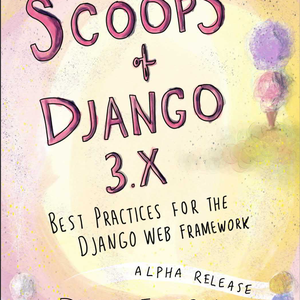 SCOOPS
of
DJANGO
3.X
BEST PRACTICES FOR THE
DJANGO WEB FRAMEWORK
ALPHA RELEASE